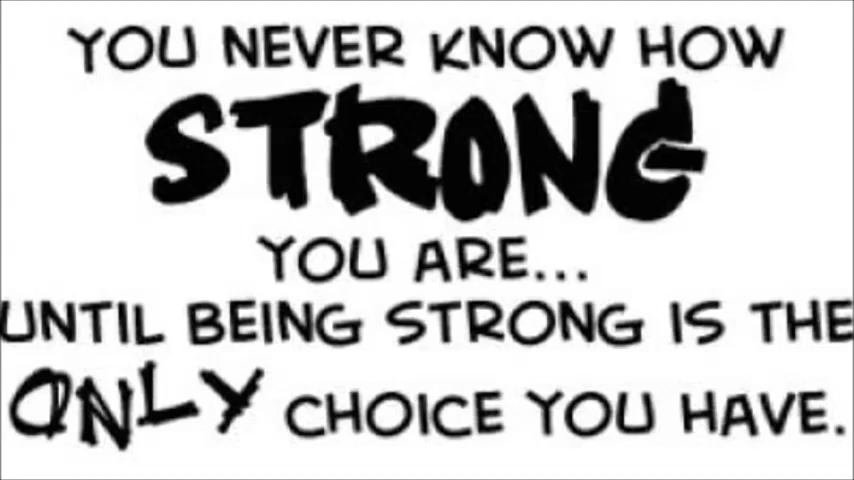 YOU NEVER KNOW HOW
STRONG
YOU ARE...
UNTIL BEING STRONG IS THE
ONLY CHOICE YOU HAVE.